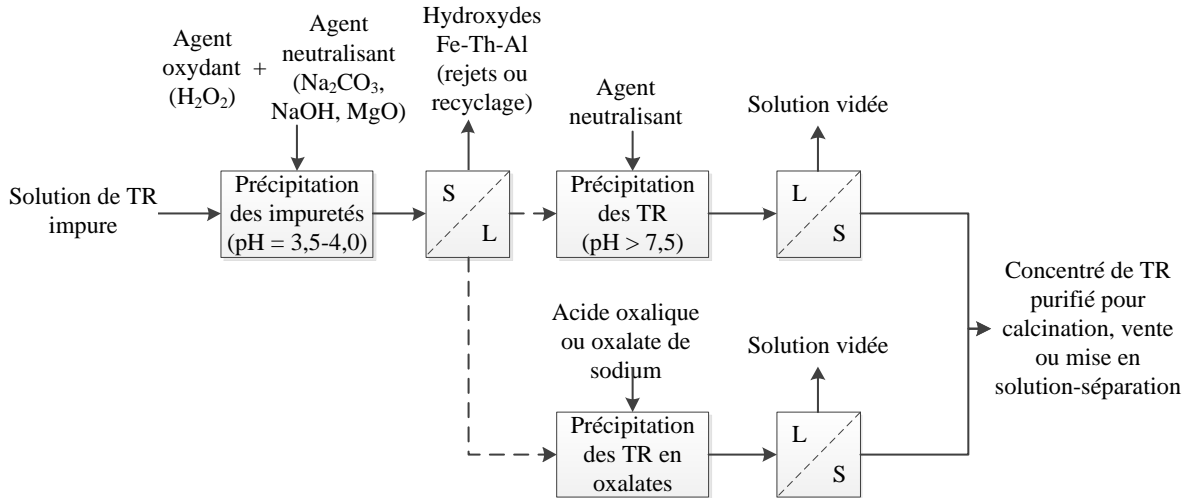 Agent
oxydant
(H₂O₂)
+
Agent
neutralisant
(Na₂CO₃,
NaOH, MgO)
Hydroxydes
Fe-Th-Al
(rejets ou
recyclage)
Agent
neutralisant
Solution vidée
Solution de TR
impure
Précipitation
des impuretés
(pH = 3,5-4,0)
S
L
Précipitation
des TR
(pH > 7,5)
L
S
Concentré de TR
purifié pour
calcination, vente
ou mise en
solution-séparation
Acide oxalique
ou oxalate de
sodium
Solution vidée
Précipitation
des TR en
oxalates
L
S